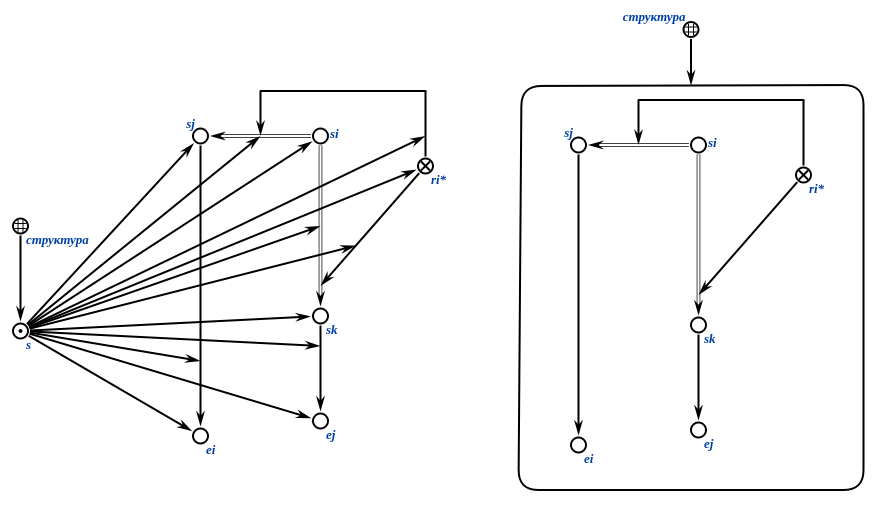 структура
sj
si
ri*
структура
s
sk
ei
ej
структура
sj
si
ri*
sk
ei
ej